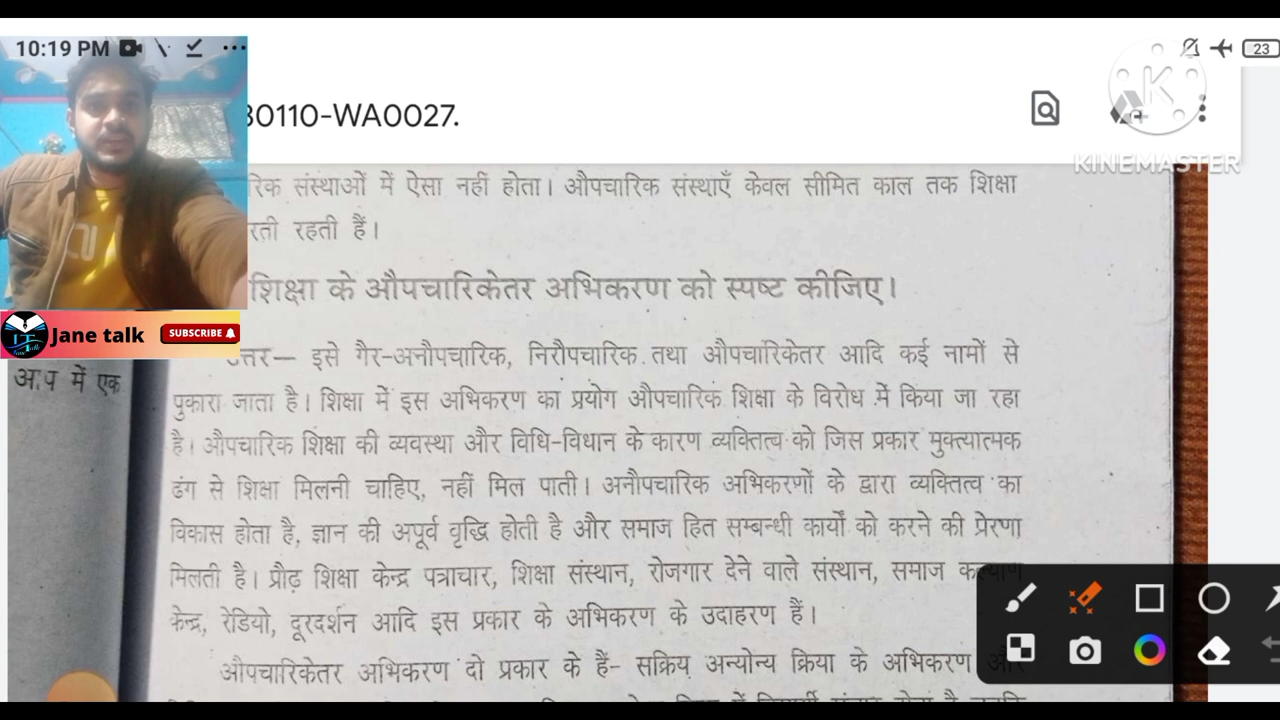 10:19 PM
23
30110-WA0027.
KINEMASTER
रिक संस्थाओं में ऐसा नहीं होता। औपचारिक संस्थाएँ केवल सीमित काल तक शिक्षा
रती रहती हैं।
शिक्षा के औपचारिकेतर अभिकरण को स्पष्ट कीजिए।
Jane talk
SUBSCRIBE
में एक
त्तर— इसे गैर-अनौपचारिक, निरौपचारिक तथा औपचारिकेतर आदि कई नामों से
पुकारा जाता है। शिक्षा में इस अभिकरण का प्रयोग औपचारिक शिक्षा के विरोध में किया जा रहा
है। औपचारिक शिक्षा की व्यवस्था और विधि-विधान के कारण व्यक्तित्व को जिस प्रकार मुक्त्यात्मक
ढंग से शिक्षा मिलनी चाहिए, नहीं मिल पाती। अनौपचारिक अभिकरणों के द्वारा व्यक्तित्व का
विकास होता है, ज्ञान की अपूर्व वृद्धि होती है और समाज हित सम्बन्धी कार्यों को करने की प्रेरणा
मिलती है। प्रौढ़ शिक्षा केन्द्र पत्राचार, शिक्षा संस्थान, रोजगार देने वाले संस्थान, समाज कल्याण
केन्द्र, रेडियो, दूरदर्शन आदि इस प्रकार के अभिकरण के उदाहरण हैं।
औपचारिकेतर अभिकरण दो प्रकार के हैं- सक्रिय अन्योन्य क्रिया के अभिकरण और